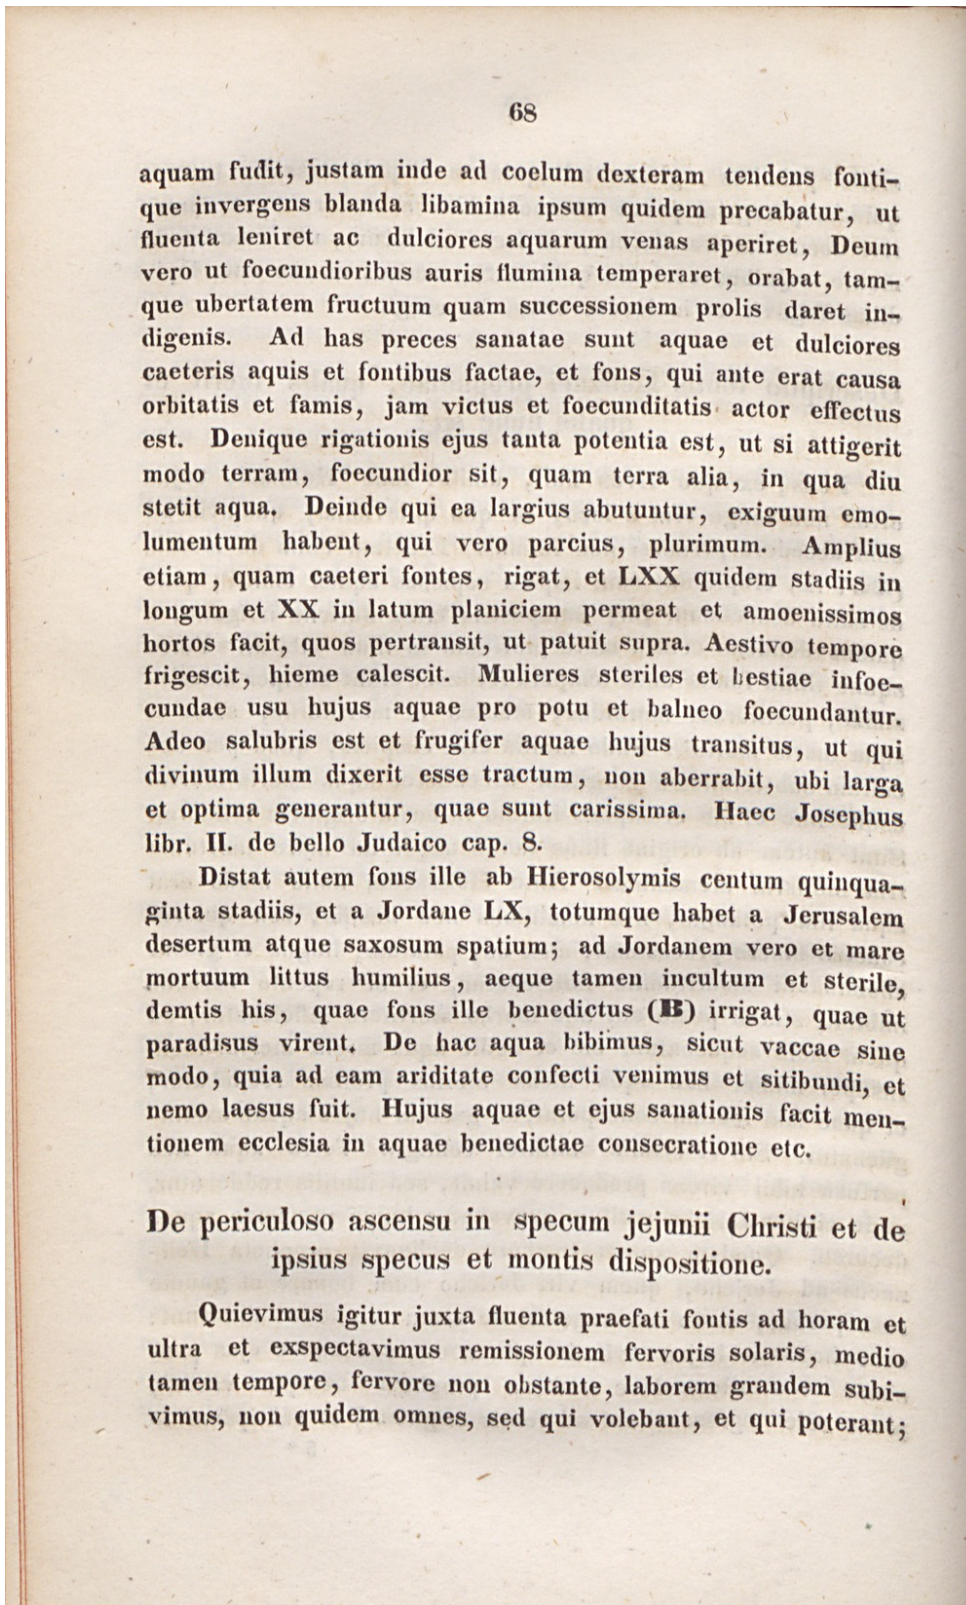 68
aquam fudit, justam inde ad coelum dexteram tendens fonti-
que invergens blanda libamina ipsum quidem precabatur, ut
fluenta leniret ac dulciores aquarum venas aperiret, Deum
vero ut foecundioribus auris flumina temperaret, orabat, tam-
que ubertatem fructuum quam successionem prolis daret in-
digenis. Ad has preces sanatae sunt aquae et dulciores
caeteris aquis et fontibus factae, et fons, qui ante erat causa
orbitatis et famis, jam victus et foecunditatis actor effectus
est. Denique rigationis ejus tanta potentia est, ut si attigerit
modo terram, foecundior sit, quam terra alia, in qua diu
stetit aqua. Deinde qui ea largius abutuntur, exiguum emo-
lumentum habent, qui vero parcius, plurimum. Amplius
etiam, quam caeteri fontes, rigat, et LXX quidem stadiis in
longum et XX in latum planiciem permeat et amoenissimos
hortos facit, quos pertransit, ut patuit supra. Aestivo tempore
frigescit, hieme calescit. Mulieres steriles et bestiae infoe-
cundae usu hujus aquae pro potu et balneo foecundantur.
Adeo salubris est et frugifer aquae hujus transitus, ut qui
divinum illum dixerit esse tractum, non aberrabit, ubi larga
et optima generantur, quae sunt carissima. Haec Josephus
libr. II. de bello Judaico cap. 8.
Distat autem fons ille ab Hierosolymis centum quinqua-
ginta stadiis, et a Jordane LX, totumque habet a Jerusalem
desertum atque saxosum spatium; ad Jordanem vero et mare
mortuum littus humilius, aeque tamen incultum et sterile,
demtis his, quae fons ille benedictus (B) irrigat, quae ut
paradisus virent. De hac aqua bibimus, sicut vaccae sine
modo, quia ad eam ariditate confecti venimus et sitibundi, et
nemo laesus fuit. Hujus aquae et ejus sanationis facit men-
tionem ecclesia in aquae benedictae consecratione etc.
De periculoso ascensu in specum jejunii Christi et de
ipsius specus et montis dispositione.
Quievimus igitur juxta fluenta praefati fontis ad horam et
ultra et exspectavimus remissionem fervoris solaris, medio
tamen tempore, fervore non obstante, laborem grandem subi-
vimus, non quidem omnes, sed qui volebant, et qui poterant;